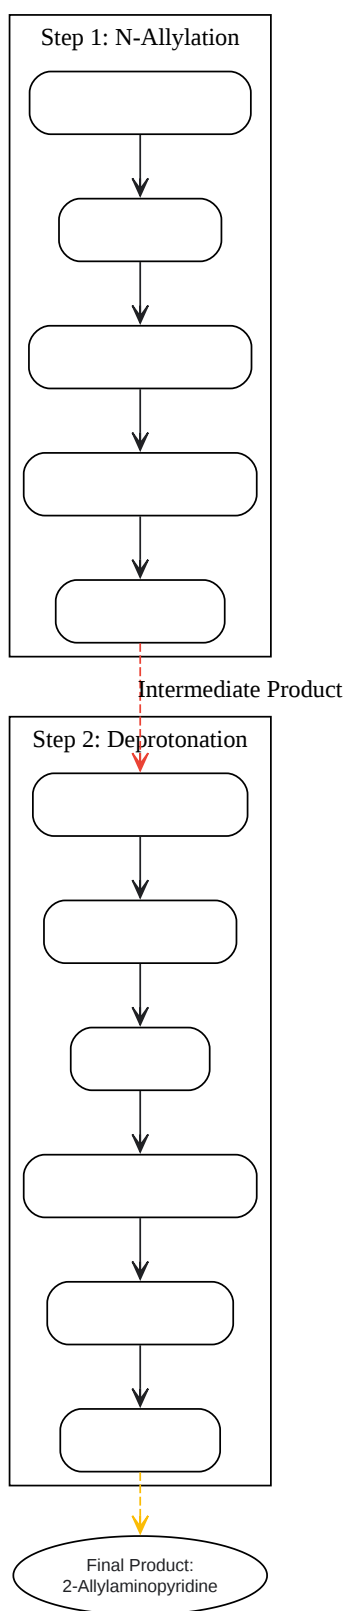 Step 1: N-Allylation
Intermediate Product
Step 2: Deprotonation
Final Product:
2-Allylaminopyridine